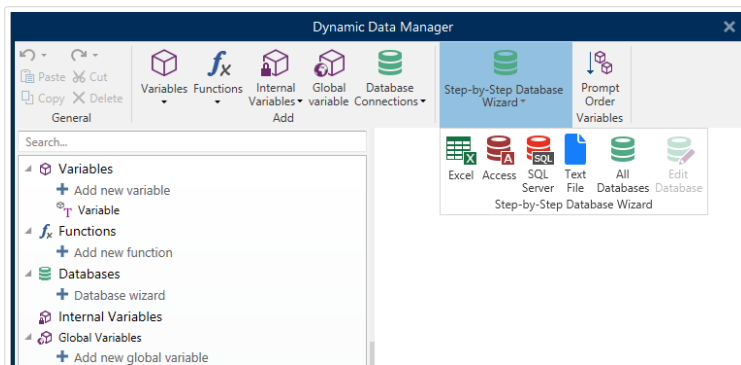 Dynamic Data Manager
Paste Cut
Copy Delete
General
Variables Functions Internal Variables Global variable Database Connections
Add
Step-by-Step Database Wizard
Prompt Order
Variables
Search...
Excel Access SQL Server Text File All Databases Edit Database
Step-by-Step Database Wizard
Variables
Add new variable
Variable
Functions
Add new function
Databases
Database wizard
Internal Variables
Global Variables
Add new global variable